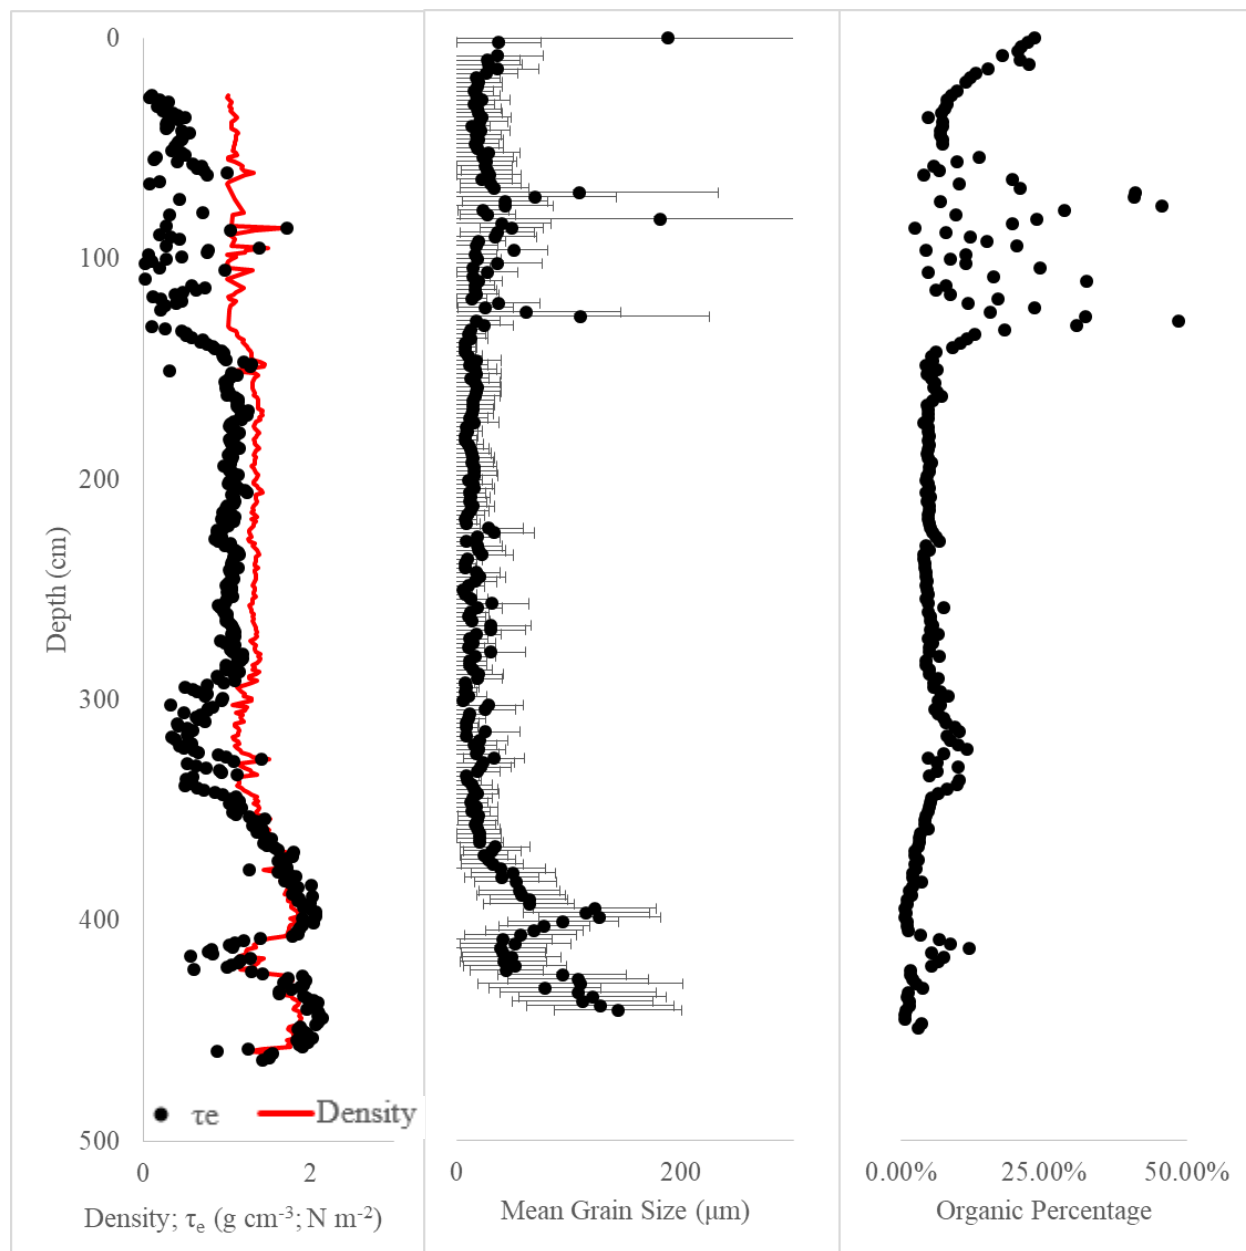 0
100
200
300
400
500
Depth (cm)
τe Density
0 2
Density; τₑ (g cm⁻³; N m⁻²)
0 200
Mean Grain Size (μm)
0.00% 25.00% 50.00%
Organic Percentage